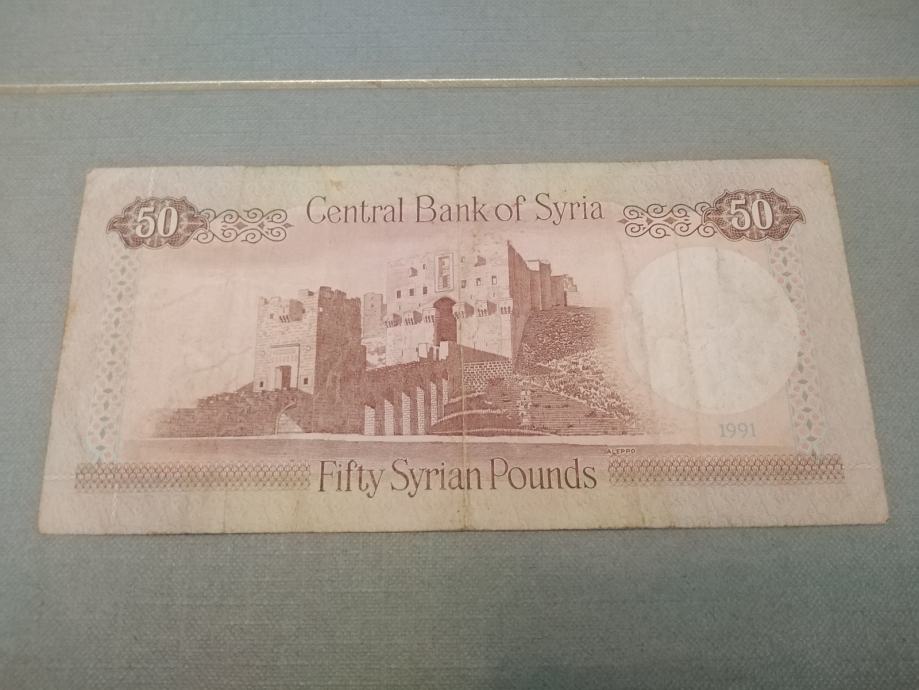 50 Central Bank of Syria 50
1991
ALEPPO
Fifty Syrian Pounds